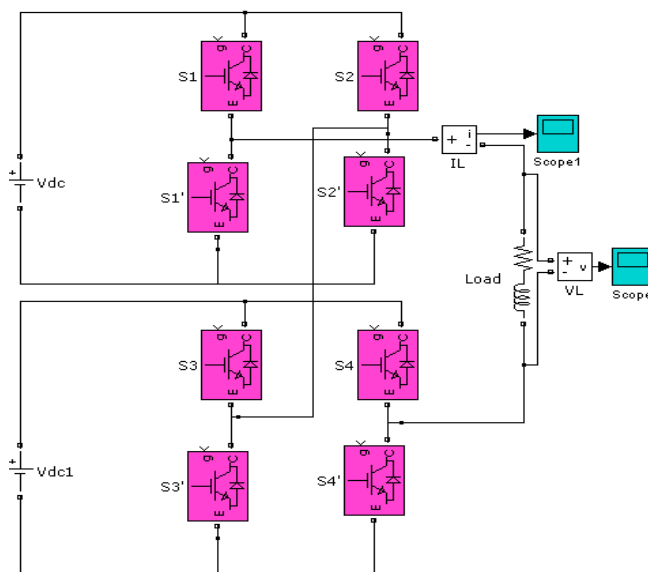 g C
S1
E
g C
S2
E
+ i
-
IL
Scope1
g C
S1'
E
g C
S2'
E
+
Vdc
+
- v
VL
Scope
Load
g C
S3
E
g C
S4
E
+
Vdc1
g C
S3'
E
g C
S4'
E